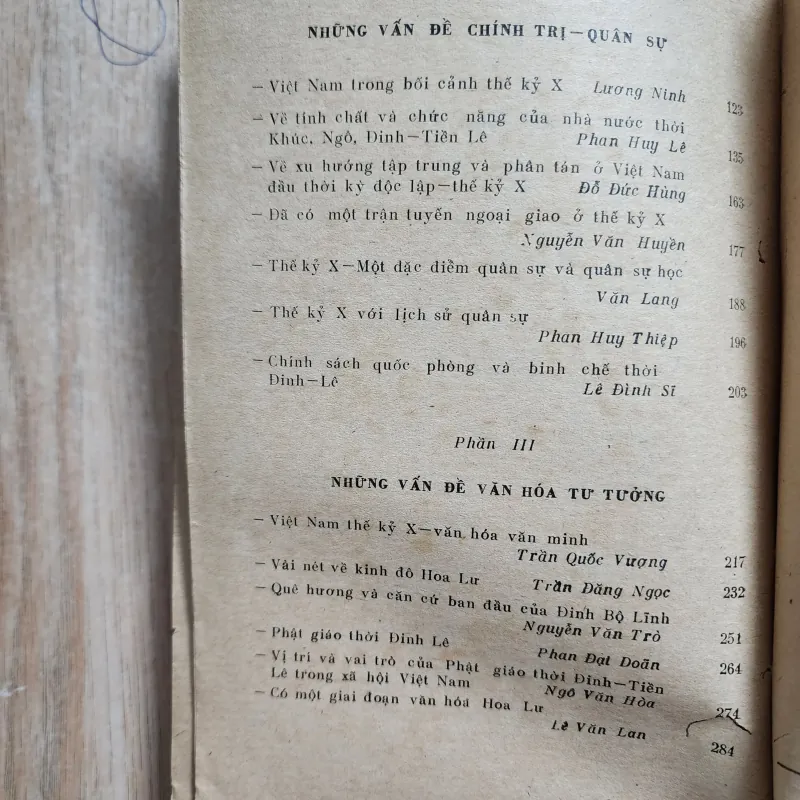 NHỮNG VẤN ĐỀ CHÍNH TRỊ—QUÂN SỰ
— Việt Nam trong bối cảnh thế kỷ X Lương Ninh 123
— Về tính chất và chức năng của nhà nước thời
Khúc, Ngô, Đinh—Tiền Lê Phan Huy Lê 135
— Về xu hướng tập trung và phân tán ở Việt Nam
đầu thời kỳ độc lập—thế kỷ X Đỗ Đức Hùng 163
— Đã có một trận tuyến ngoại giao ở thế kỷ X
Nguyễn Văn Huyền 177
— Thế kỷ X—Một đặc điểm quân sự và quân sự học
Văn Lang 188
— Thế kỷ X với lịch sử quân sự
Phan Huy Thiệp 196
— Chính sách quốc phòng và binh chế thời
Đinh—Lê Lê Đình Sĩ 203
Phần III
NHỮNG VẤN ĐỀ VĂN HÓA TƯ TƯỞNG
— Việt Nam thế kỷ X—văn hóa văn minh
Trần Quốc Vượng 217
— Vài nét về kinh đô Hoa Lư Trần Đăng Ngọc 232
— Quê hương và căn cứ ban đầu của Đinh Bộ Lĩnh
Nguyễn Văn Trò 251
— Phật giáo thời Đinh Lê Phan Đạt Doãn 264
— Vị trí và vai trò của Phật giáo thời Đinh—Tiền
Lê trong xã hội Việt Nam Ngô Văn Hòa 274
— Có một giai đoạn văn hóa Hoa Lư
Lê Văn Lan 284